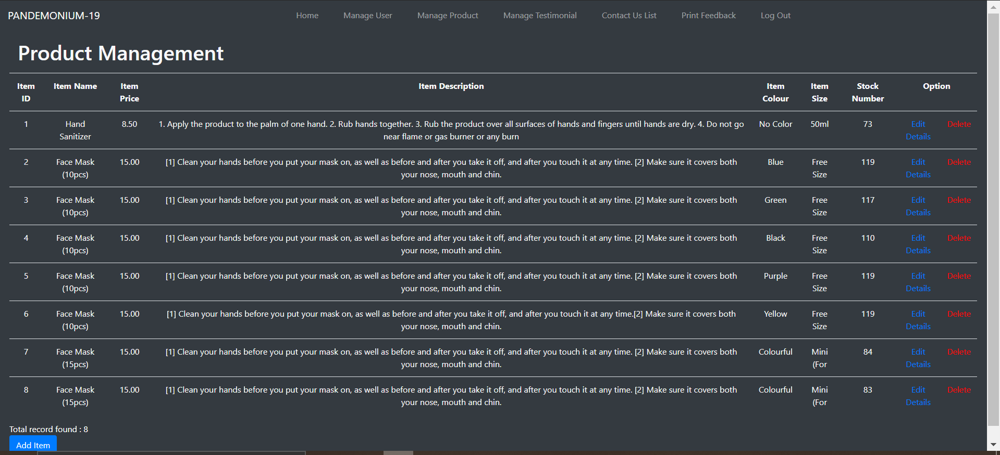 PANDEMONIUM-19 Home Manage User Manage Product Manage Testimonial Contact Us List Print Feedback Log Out
Product Management
Item ID Item Name Item Price Item Description Item Colour Item Size Stock Number Option
1 Hand Sanitizer 8.50 1. Apply the product to the palm of one hand. 2. Rub hands together. 3. Rub the product over all surfaces of hands and fingers until hands are dry. 4. Do not go near flame or gas burner or any burn No Color 50ml 73 Edit Details Delete
2 Face Mask (10pcs) 15.00 [1] Clean your hands before you put your mask on, as well as before and after you take it off, and after you touch it at any time. [2] Make sure it covers both your nose, mouth and chin. Blue Free Size 119 Edit Details Delete
3 Face Mask (10pcs) 15.00 [1] Clean your hands before you put your mask on, as well as before and after you take it off, and after you touch it at any time. [2] Make sure it covers both your nose, mouth and chin. Green Free Size 117 Edit Details Delete
4 Face Mask (10pcs) 15.00 [1] Clean your hands before you put your mask on, as well as before and after you take it off, and after you touch it at any time. [2] Make sure it covers both your nose, mouth and chin. Black Free Size 110 Edit Details Delete
5 Face Mask (10pcs) 15.00 [1] Clean your hands before you put your mask on, as well as before and after you take it off, and after you touch it at any time. [2] Make sure it covers both your nose, mouth and chin. Purple Free Size 119 Edit Details Delete
6 Face Mask (10pcs) 15.00 [1] Clean your hands before you put your mask on, as well as before and after you take it off, and after you touch it at any time.[2] Make sure it covers both your nose, mouth and chin. Yellow Free Size 119 Edit Details Delete
7 Face Mask (15pcs) 15.00 [1] Clean your hands before you put your mask on, as well as before and after you take it off, and after you touch it at any time. [2] Make sure it covers both your nose, mouth and chin. Colourful Mini (For 84 Edit Details Delete
8 Face Mask (15pcs) 15.00 [1] Clean your hands before you put your mask on, as well as before and after you take it off, and after you touch it at any time. [2] Make sure it covers both your nose, mouth and chin. Colourful Mini (For 83 Edit Details Delete
Total record found : 8
Add Item